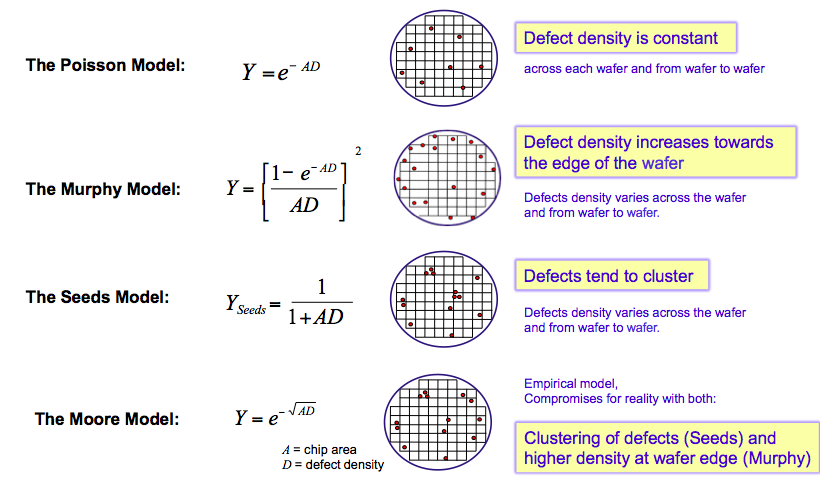 The Poisson Model:
Y = e^{- AD}
Defect density is constant
across each wafer and from wafer to wafer
The Murphy Model:
Y = [ (1 - e^{- AD}) / AD ]^2
Defect density increases towards
the edge of the wafer
Defects density varies across the wafer
and from wafer to wafer.
The Seeds Model:
Y_{Seeds} = 1 / (1 + AD)
Defects tend to cluster
Defects density varies across the wafer
and from wafer to wafer.
The Moore Model:
Y = e^{- √AD}
A = chip area
D = defect density
Empirical model,
Compromises for reality with both:
Clustering of defects (Seeds) and
higher density at wafer edge (Murphy)